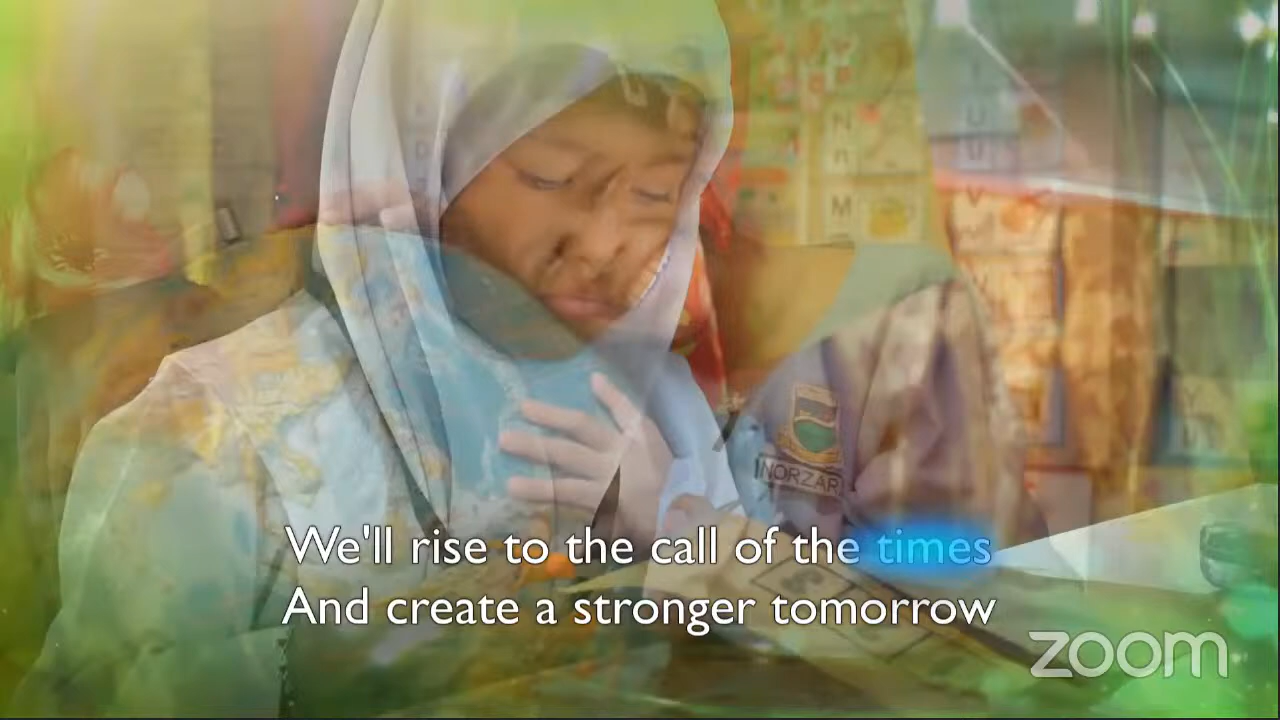 N
n
M
U
V
NORZAR
We'll rise to the call of the times
And create a stronger tomorrow
zoom